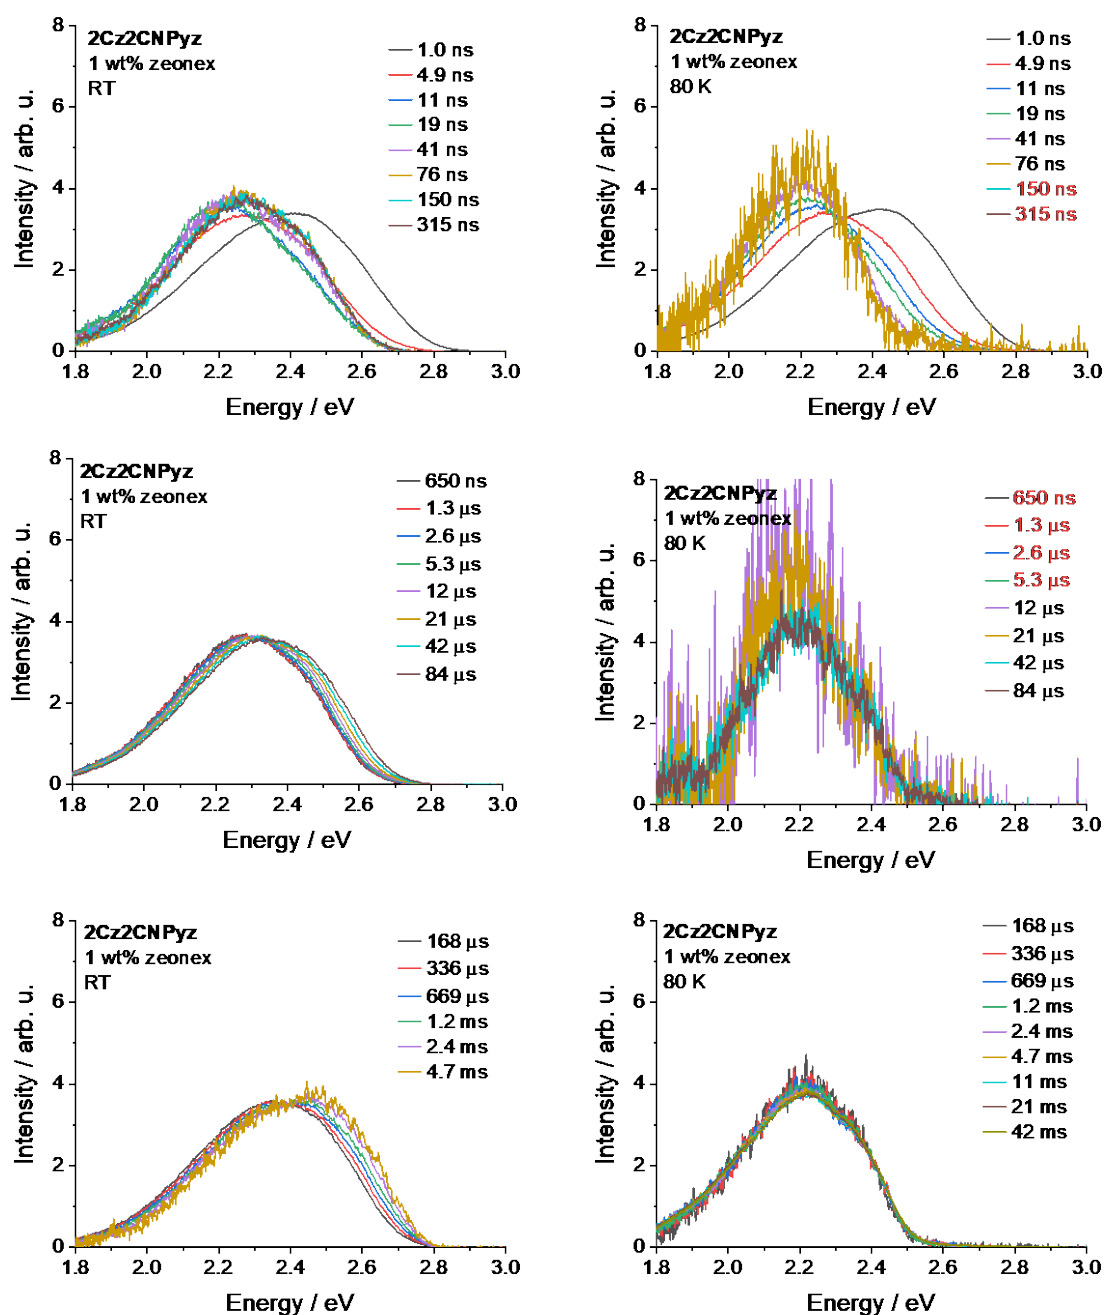 2Cz2CNPyz
1 wt% zeonex
RT
1.0 ns
4.9 ns
11 ns
19 ns
41 ns
76 ns
150 ns
315 ns
Intensity / arb. u.
8
6
4
2
0
1.8 2.0 2.2 2.4 2.6 2.8 3.0
Energy / eV
2Cz2CNPyz
1 wt% zeonex
80 K
1.0 ns
4.9 ns
11 ns
19 ns
41 ns
76 ns
150 ns
315 ns
Intensity / arb. u.
8
6
4
2
0
1.8 2.0 2.2 2.4 2.6 2.8 3.0
Energy / eV
2Cz2CNPyz
1 wt% zeonex
RT
650 ns
1.3 µs
2.6 µs
5.3 µs
12 µs
21 µs
42 µs
84 µs
Intensity / arb. u.
8
6
4
2
0
1.8 2.0 2.2 2.4 2.6 2.8 3.0
Energy / eV
2Cz2CNPyz
1 wt% zeonex
80 K
650 ns
1.3 µs
2.6 µs
5.3 µs
12 µs
21 µs
42 µs
84 µs
Intensity / arb. u.
8
6
4
2
0
1.8 2.0 2.2 2.4 2.6 2.8 3.0
Energy / eV
2Cz2CNPyz
1 wt% zeonex
RT
168 µs
336 µs
669 µs
1.2 ms
2.4 ms
4.7 ms
Intensity / arb. u.
8
6
4
2
0
1.8 2.0 2.2 2.4 2.6 2.8 3.0
Energy / eV
2Cz2CNPyz
1 wt% zeonex
80 K
168 µs
336 µs
669 µs
1.2 ms
2.4 ms
4.7 ms
11 ms
21 ms
42 ms
Intensity / arb. u.
8
6
4
2
0
1.8 2.0 2.2 2.4 2.6 2.8 3.0
Energy / eV